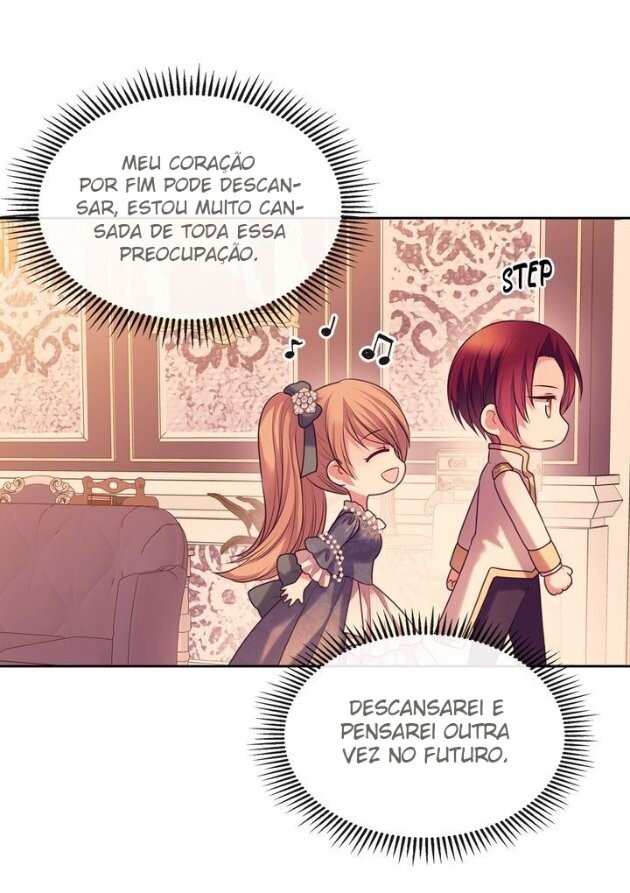 MEU CORAÇÃO
POR FIM PODE DESCAN-
SAR, ESTOU MUITO CAN-
SADA DE TODA ESSA
PREOCUPAÇÃO.
STEP
DESCANSAREI E
PENSAREI OUTRA
VEZ NO FUTURO.